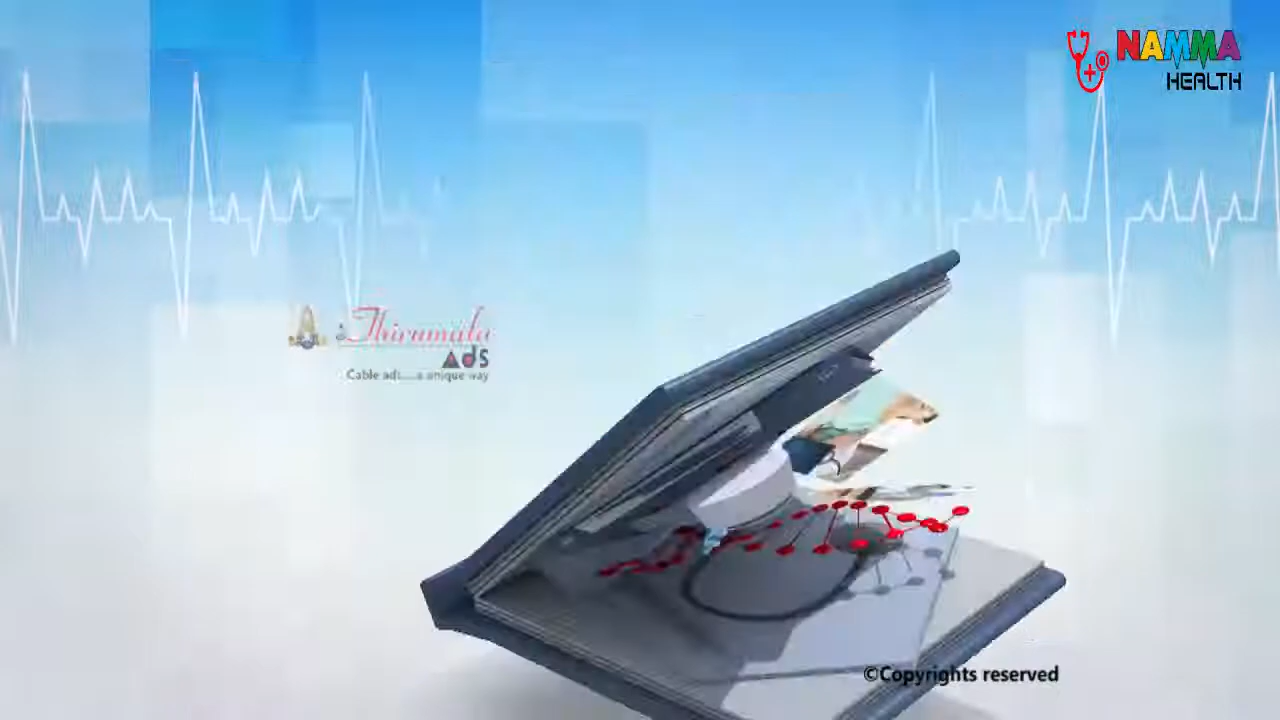 NAMMA
HEALTH
Thirumala
Ads
Cable ads.....a unique way
©Copyrights reserved